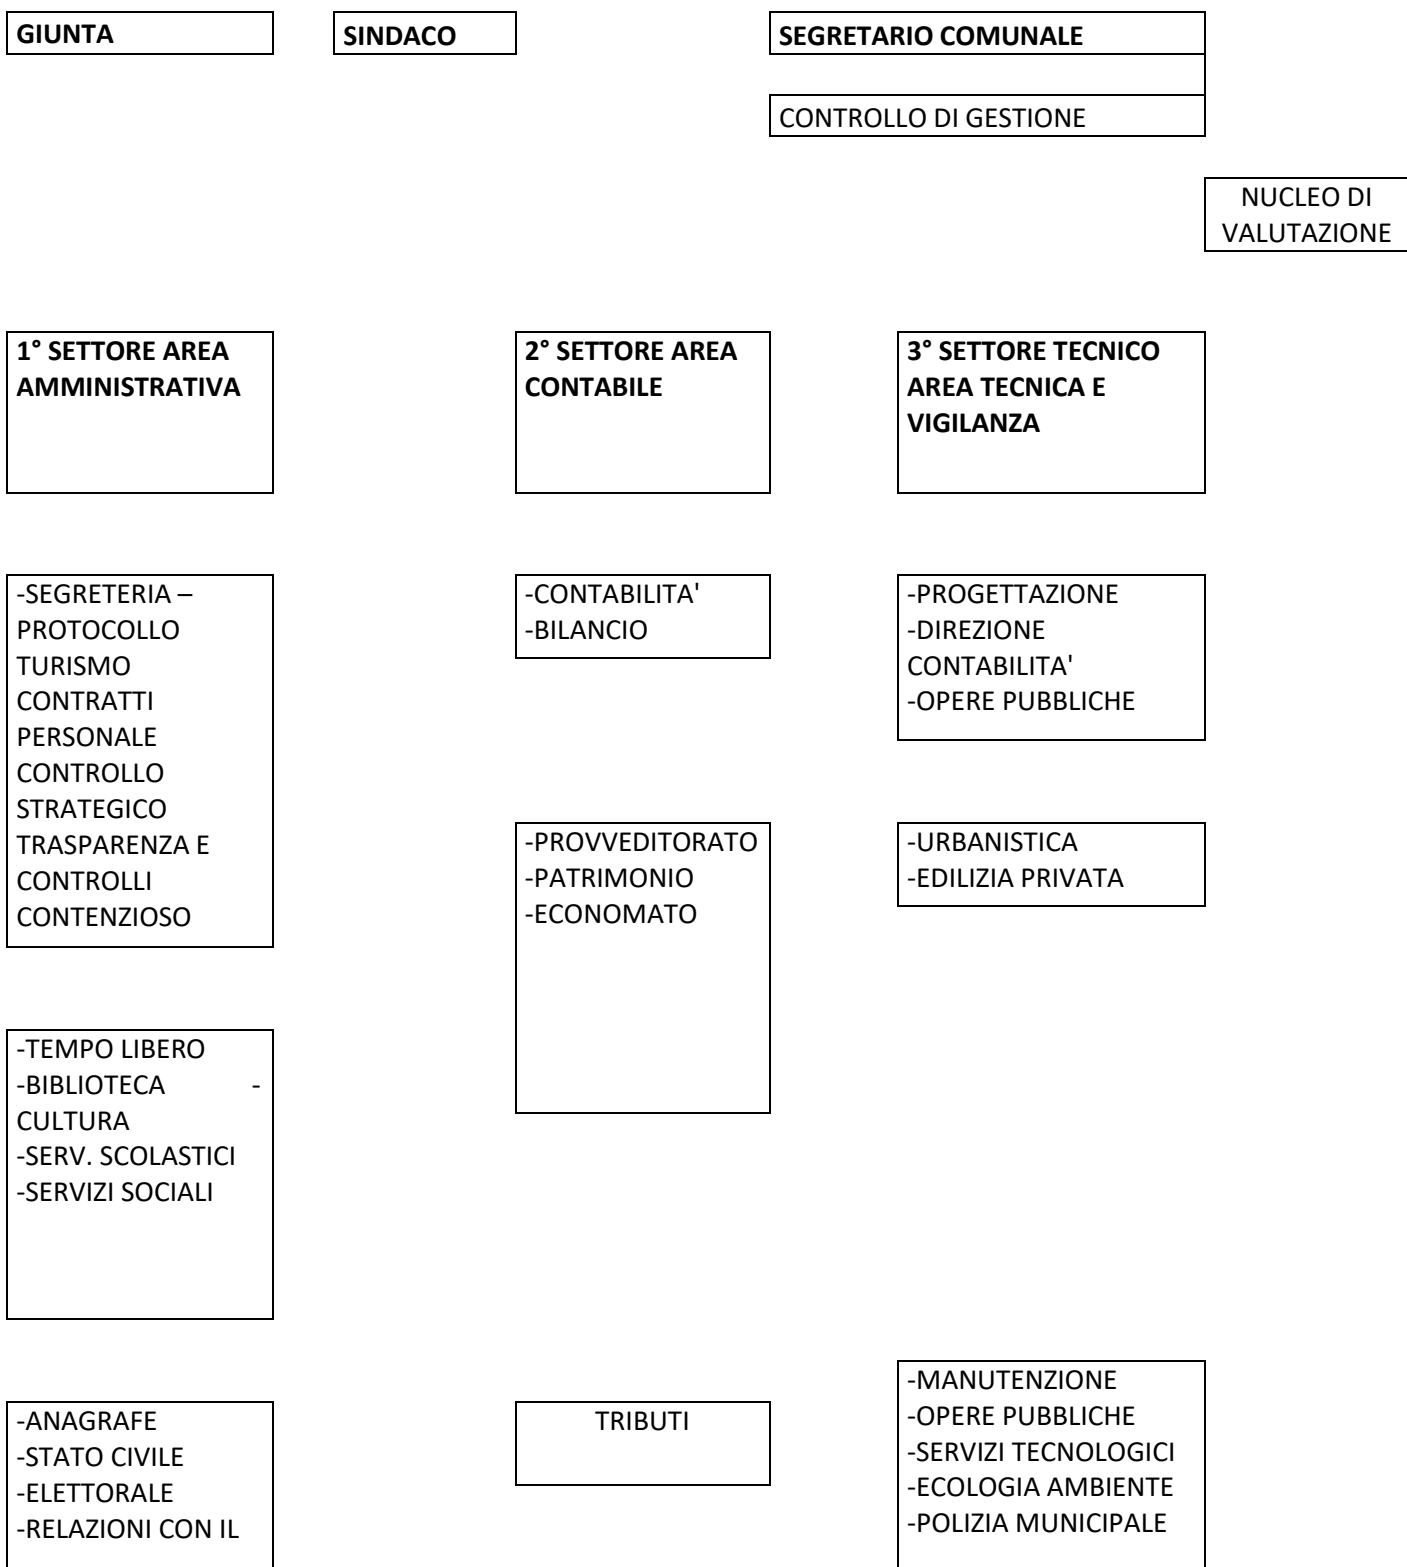 GIUNTA
SINDACO
SEGRETARIO COMUNALE
CONTROLLO DI GESTIONE
NUCLEO DI
VALUTAZIONE
1° SETTORE AREA
AMMINISTRATIVA
2° SETTORE AREA
CONTABILE
3° SETTORE TECNICO
AREA TECNICA E
VIGILANZA
-SEGRETERIA –
PROTOCOLLO
TURISMO
CONTRATTI
PERSONALE
CONTROLLO
STRATEGICO
TRASPARENZA E
CONTROLLI
CONTENZIOSO
-CONTABILITA'
-BILANCIO
-PROGETTAZIONE
-DIREZIONE
CONTABILITA'
-OPERE PUBBLICHE
-PROVVEDITORATO
-PATRIMONIO
-ECONOMATO
-URBANISTICA
-EDILIZIA PRIVATA
-TEMPO LIBERO
-BIBLIOTECA -
CULTURA
-SERV. SCOLASTICI
-SERVIZI SOCIALI
-ANAGRAFE
-STATO CIVILE
-ELETTORALE
-RELAZIONI CON IL
TRIBUTI
-MANUTENZIONE
-OPERE PUBBLICHE
-SERVIZI TECNOLOGICI
-ECOLOGIA AMBIENTE
-POLIZIA MUNICIPALE